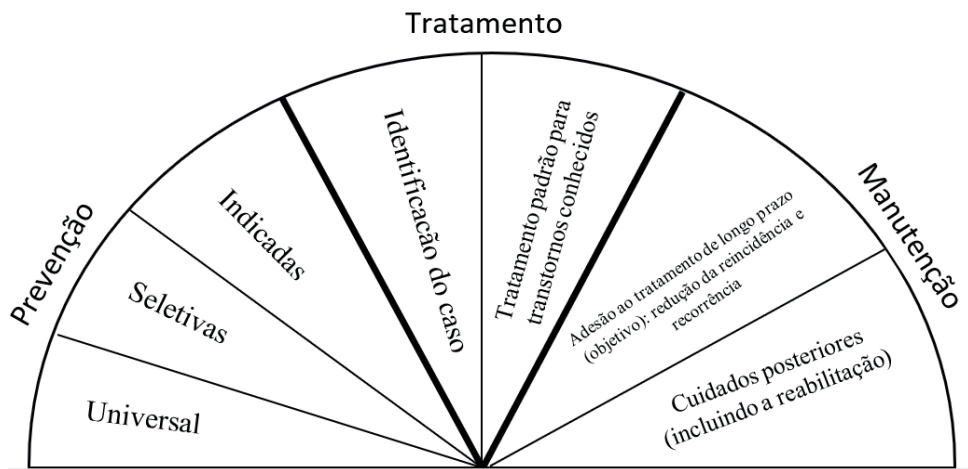 Tratamento
Prevenção
Manutenção
Universal
Seletivas
Indicadas
Identificação do caso
Tratamento padrão para
transtornos conhecidos
Adesão ao tratamento de longo prazo
(objetivo): redução da reincidência e
recorrência
Cuidados posteriores
(incluindo a reabilitação)